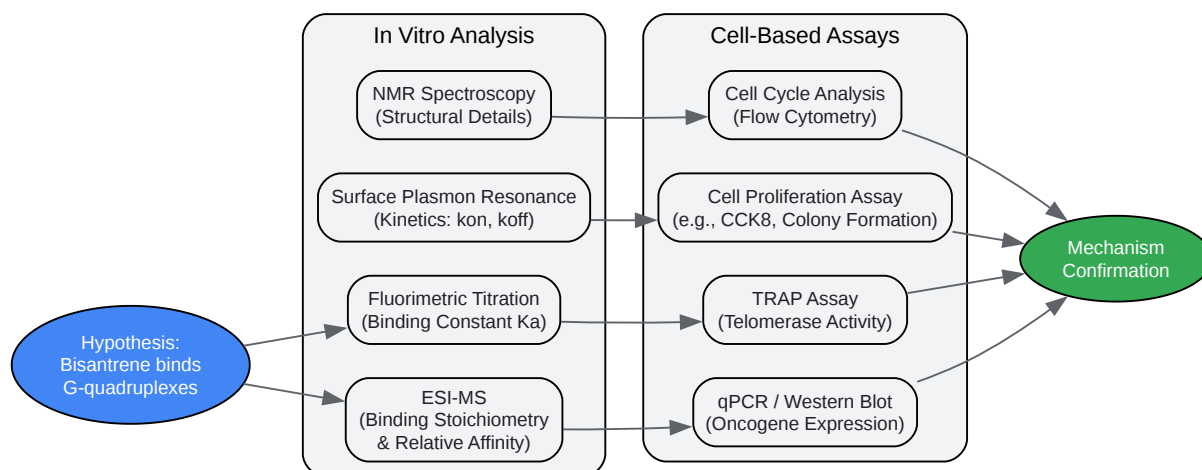 In Vitro Analysis
Cell-Based Assays
NMR Spectroscopy
(Structural Details)
Cell Cycle Analysis
(Flow Cytometry)
Surface Plasmon Resonance
(Kinetics: kon, koff)
Cell Proliferation Assay
(e.g., CCK8, Colony Formation)
Mechanism
Confirmation
Fluorimetric Titration
(Binding Constant Ka)
TRAP Assay
(Telomerase Activity)
Hypothesis:
Bisantrene binds
G-quadruplexes
ESI-MS
(Binding Stoichiometry
& Relative Affinity)
qPCR / Western Blot
(Oncogene Expression)